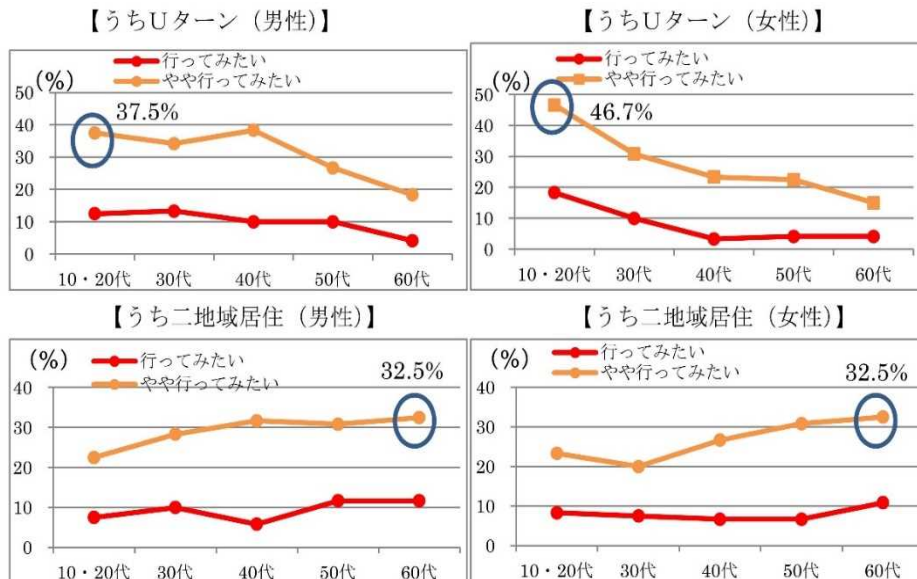 【うちUターン（男性）】
(%)
行ってみたい
やや行ってみたい
50
40
30
20
10
0
37.5%
10・20代 30代 40代 50代 60代
【うちUターン（女性）】
(%)
行ってみたい
やや行ってみたい
50
40
30
20
10
0
46.7%
10・20代 30代 40代 50代 60代
【うち二地域居住（男性）】
(%)
行ってみたい
やや行ってみたい
32.5%
40
30
20
10
0
10・20代 30代 40代 50代 60代
【うち二地域居住（女性）】
(%)
行ってみたい
やや行ってみたい
32.5%
40
30
20
10
0
10・20代 30代 40代 50代 60代